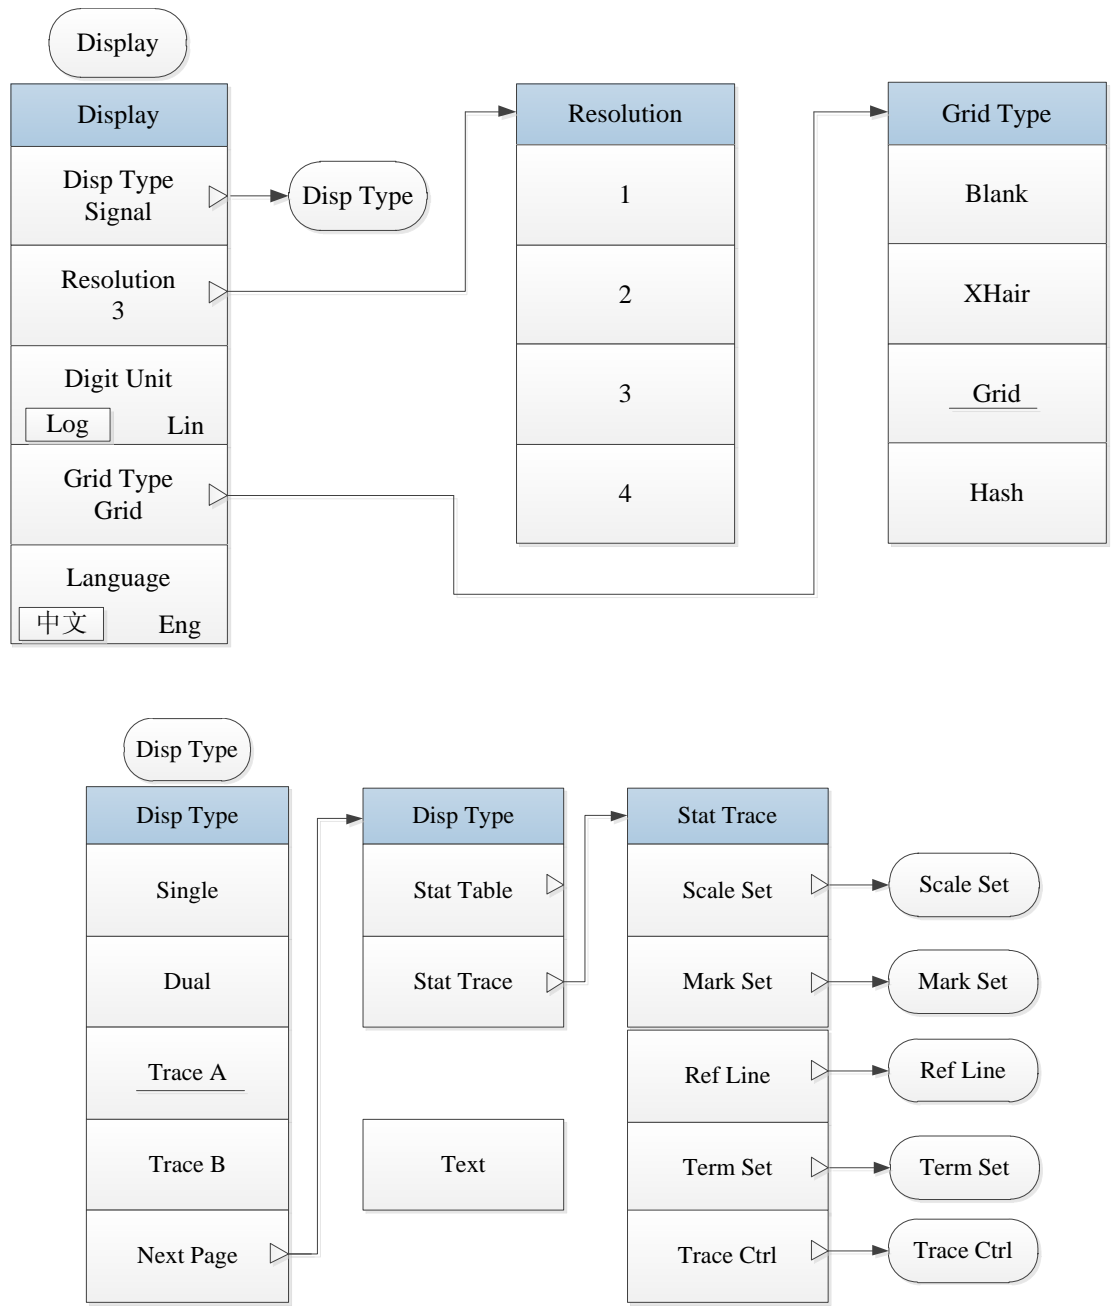 Display
Display
Disp Type
Signal
Resolution
3
Digit Unit
Log Lin
Grid Type
Grid
Language
中文 Eng
Disp Type
Resolution
1
2
3
4
Grid Type
Blank
XHair
Grid
Hash
Disp Type
Disp Type
Single
Dual
Trace A
Trace B
Next Page
Disp Type
Stat Table
Stat Trace
Text
Stat Trace
Scale Set
Mark Set
Ref Line
Term Set
Trace Ctrl
Scale Set
Mark Set
Ref Line
Term Set
Trace Ctrl